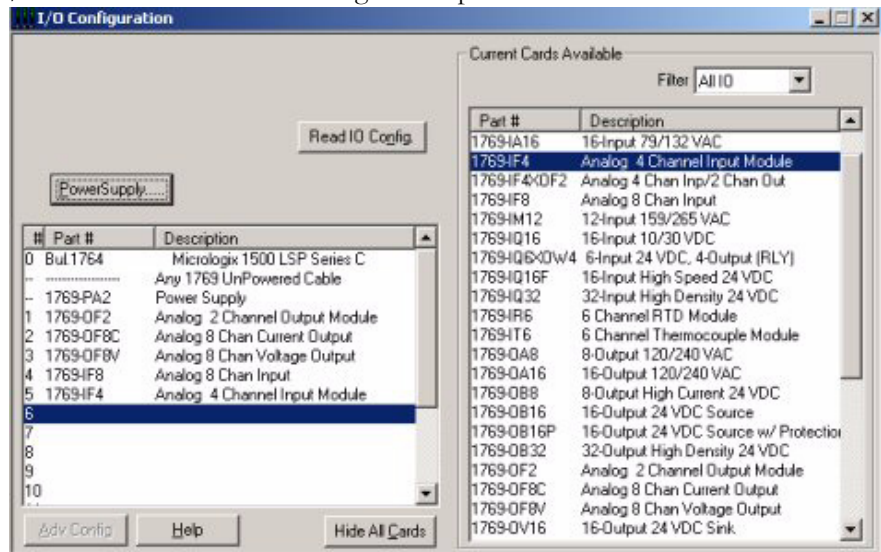 I/O Configuration
Current Cards Available
Filter All IO
Read IO Config.
PowerSupply.....
# Part # Description
0 Bul.1764 Micrologix 1500 LSP Series C
-- ------------------ Any 1769 UnPowered Cable
-- 1769-PA2 Power Supply
1 1769-OF2 Analog 2 Channel Output Module
2 1769-OF8C Analog 8 Chan Current Output
3 1769-OF8V Analog 8 Chan Voltage Output
4 1769-IF8 Analog 8 Chan Input
5 1769-IF4 Analog 4 Channel Input Module
6
7
8
9
10
Adv Config Help Hide All Cards
Part # Description
1769-IA16 16-Input 79/132 VAC
1769-IF4 Analog 4 Channel Input Module
1769-IF4XOF2 Analog 4 Chan Inp/2 Chan Out
1769-IF8 Analog 8 Chan Input
1769-IM12 12-Input 159/265 VAC
1769-IQ16 16-Input 10/30 VDC
1769-IQ6XOW4 6-Input 24 VDC, 4-Output (RLY)
1769-IQ16F 16-Input High Speed 24 VDC
1769-IQ32 32-Input High Density 24 VDC
1769-IR6 6 Channel RTD Module
1769-IT6 6 Channel Thermocouple Module
1769-OA8 8-Output 120/240 VAC
1769-OA16 16-Output 120/240 VAC
1769-OB8 8-Output High Current 24 VDC
1769-OB16 16-Output 24 VDC Source
1769-OB16P 16-Output 24 VDC Source w/ Protection
1769-OB32 32-Output High Density 24 VDC
1769-OF2 Analog 2 Channel Output Module
1769-OF8C Analog 8 Chan Current Output
1769-OF8V Analog 8 Chan Voltage Output
1769-OV16 16-Output 24 VDC Sink